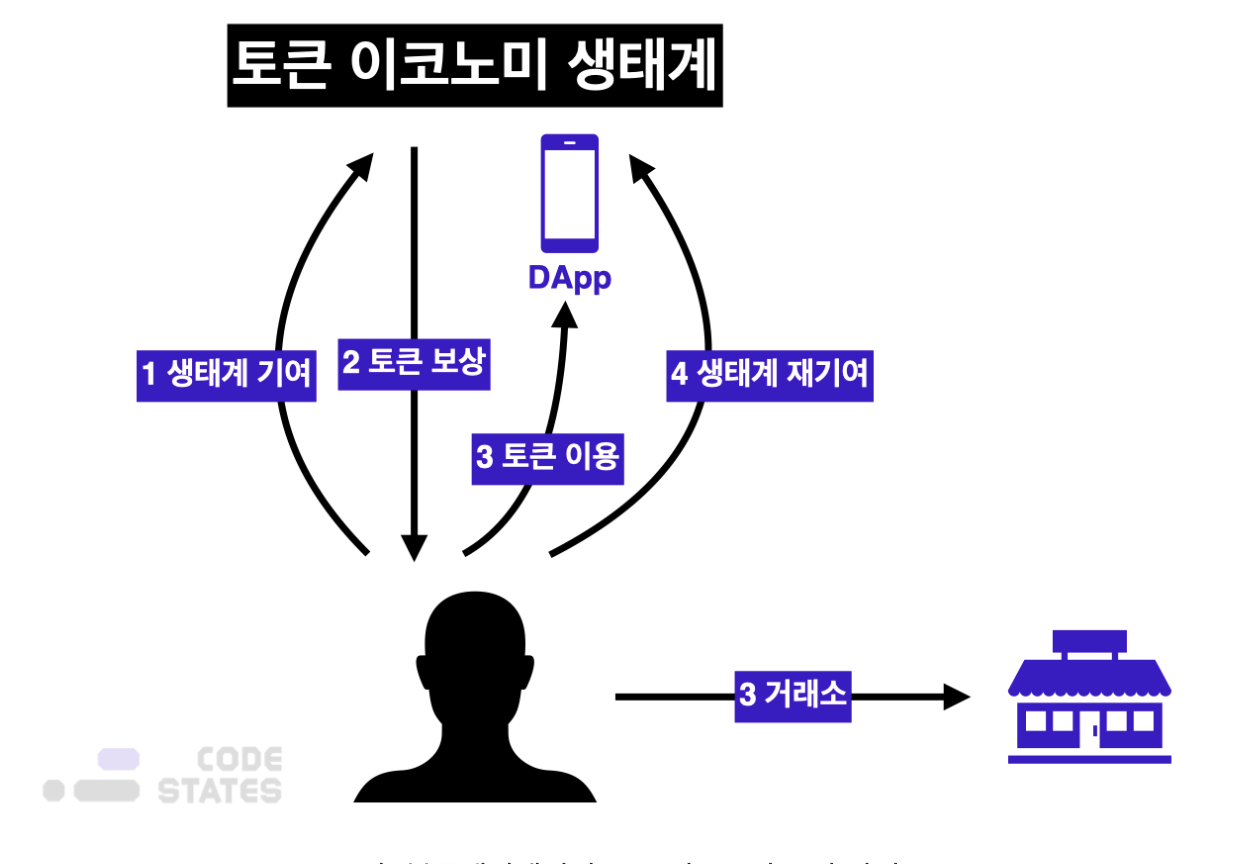 토큰 이코노미 생태계
DApp
1 생태계 기여
2 토큰 보상
4 생태계 재기여
3 토큰 이용
3 거래소
CODE
STATES